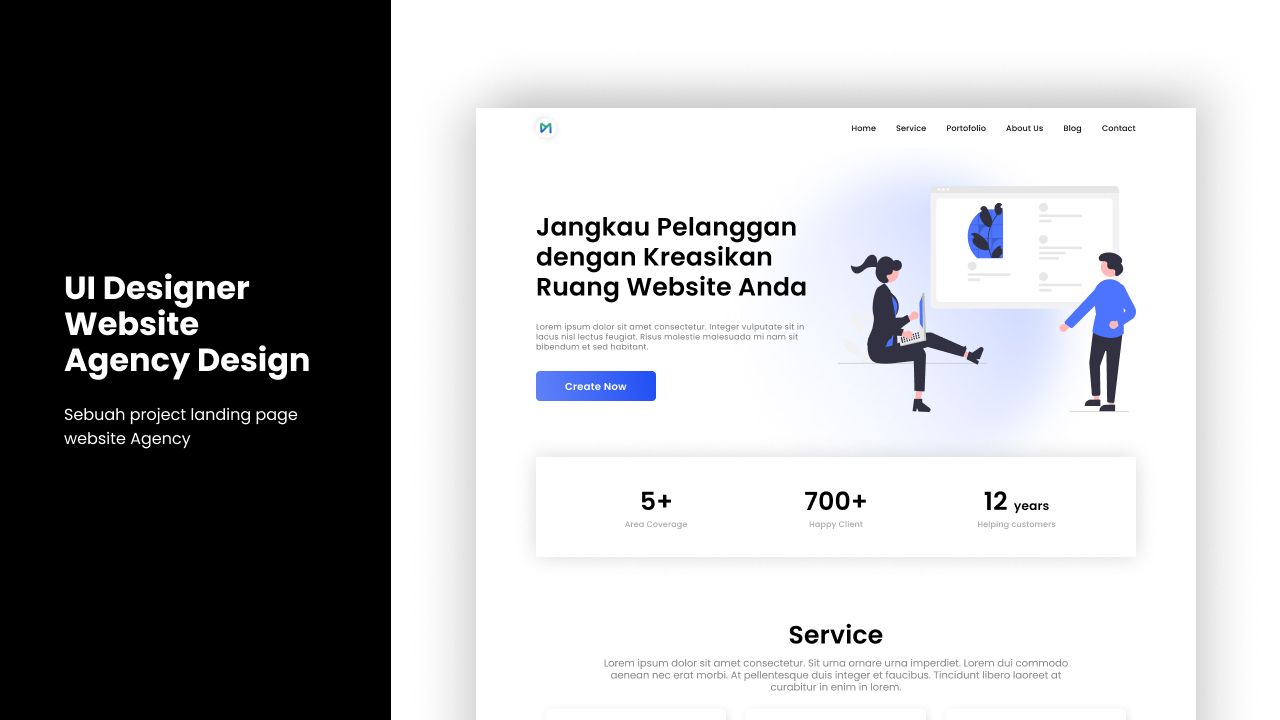 UI Designer
Website
Agency Design
Sebuah project landing page
website Agency
Home Service Portofolio About Us Blog Contact
Jangkau Pelanggan
dengan Kreasikan
Ruang Website Anda
Lorem ipsum dolor sit amet consectetur. Integer vulputate sit in
lacus nisl lectus feugiat. Risus molestie malesuada mi nam sit
bibendum et sed habitant.
Create Now
5+ 700+ 12 years
Area Coverage Happy Client Helping customers
Service
Lorem ipsum dolor sit amet consectetur. Sit urna ornare urna imperdiet. Lorem dui commodo
aenean nec erat morbi. At pellentesque duis integer et faucibus. Tincidunt libero laoreet at
curabitur in enim in lorem.